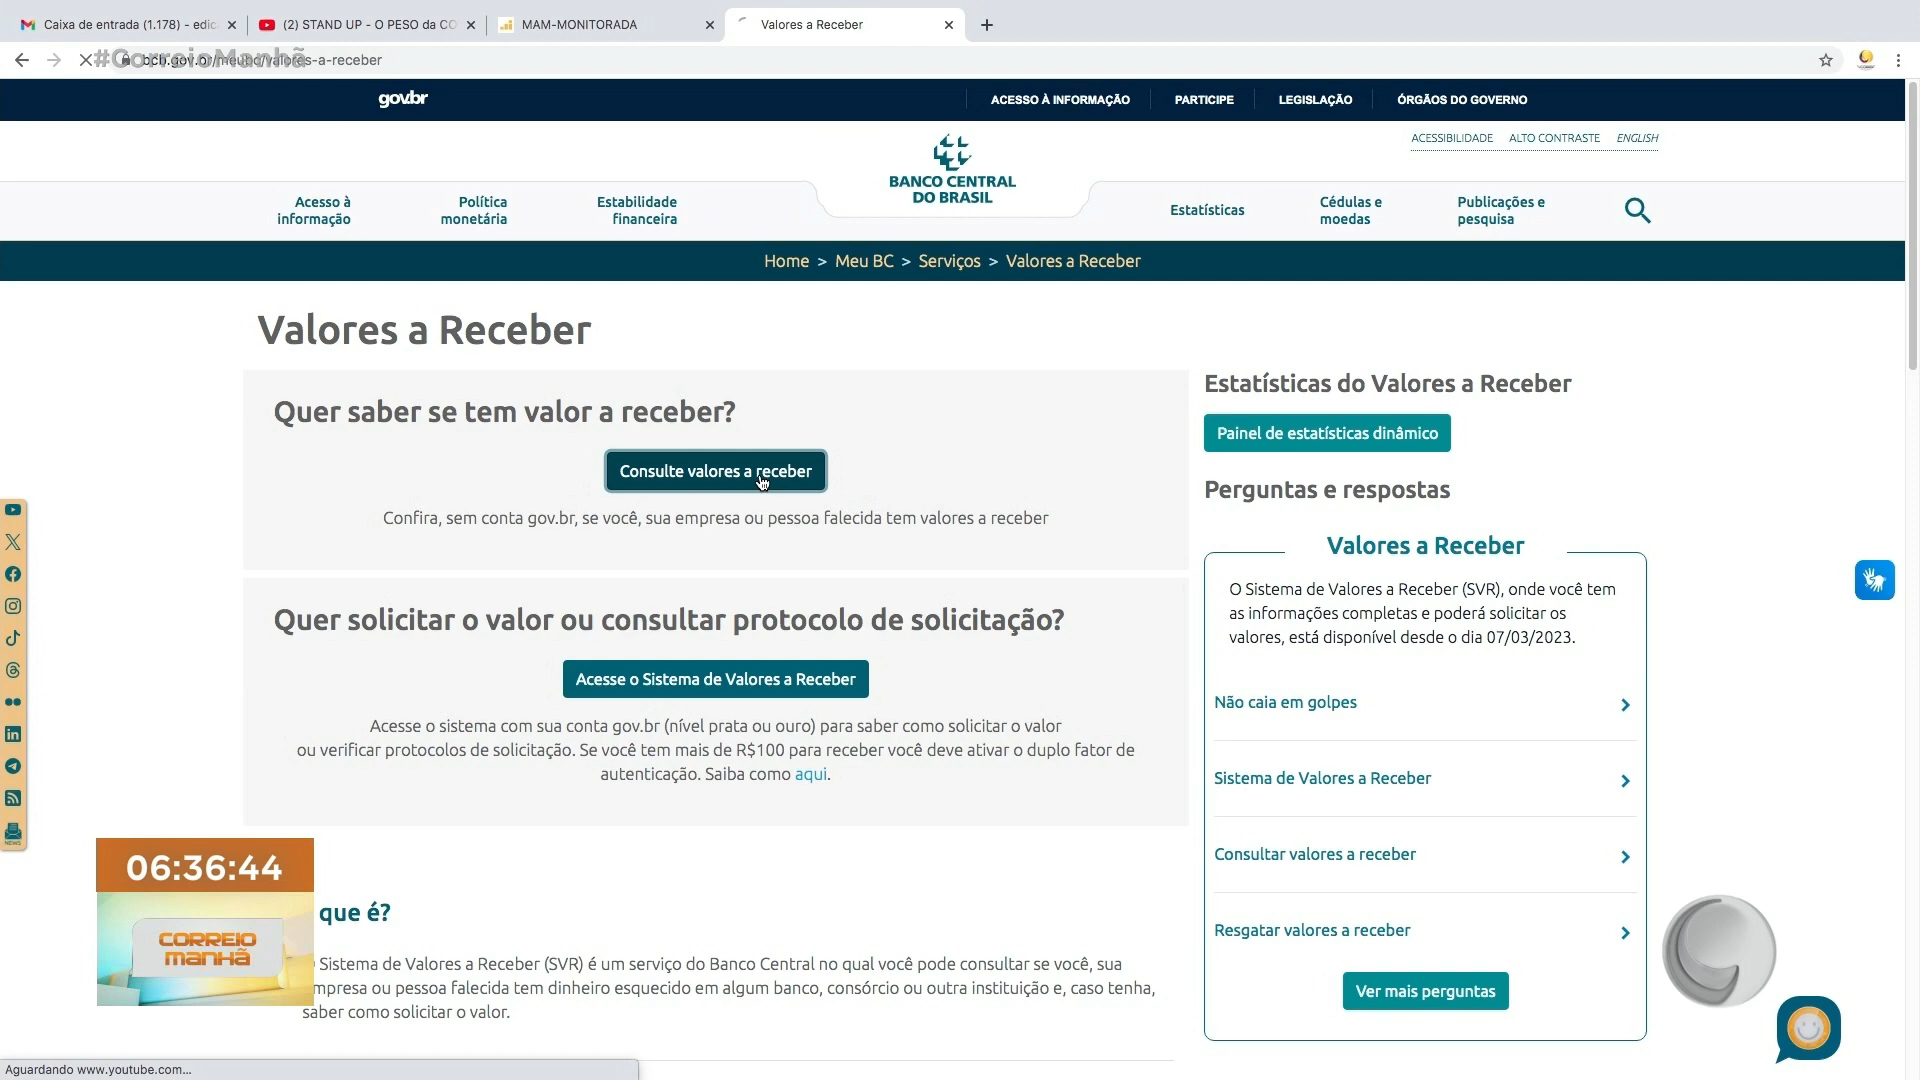 Caixa de entrada (1.178) - edic
(2) STAND UP - O PESO da CO
MAM-MONITORADA
Valores a Receber
#CorreioManhã
bcb.gov.br/meubc/valores-a-receber
gov.br
ACESSO À INFORMAÇÃO
PARTICIPE
LEGISLAÇÃO
ÓRGÃOS DO GOVERNO
ACESSIBILIDADE
ALTO CONTRASTE
ENGLISH
BANCO CENTRAL
DO BRASIL
Acesso à
informação
Política
monetária
Estabilidade
financeira
Estatísticas
Cédulas e
moedas
Publicações e
pesquisa
Home > Meu BC > Serviços > Valores a Receber
Valores a Receber
Quer saber se tem valor a receber?
Consulte valores a receber
Confira, sem conta gov.br, se você, sua empresa ou pessoa falecida tem valores a receber
Quer solicitar o valor ou consultar protocolo de solicitação?
Acesse o Sistema de Valores a Receber
Acesse o sistema com sua conta gov.br (nível prata ou ouro) para saber como solicitar o valor
ou verificar protocolos de solicitação. Se você tem mais de R$100 para receber você deve ativar o duplo fator de
autenticação. Saiba como aqui.
Estatísticas do Valores a Receber
Painel de estatísticas dinâmico
Perguntas e respostas
Valores a Receber
O Sistema de Valores a Receber (SVR), onde você tem
as informações completas e poderá solicitar os
valores, está disponível desde o dia 07/03/2023.
Não caia em golpes
Sistema de Valores a Receber
Consultar valores a receber
Resgatar valores a receber
Ver mais perguntas
NEWS
06:36:44
CORREIO
manhã
que é?
Sistema de Valores a Receber (SVR) é um serviço do Banco Central no qual você pode consultar se você, sua
mpresa ou pessoa falecida tem dinheiro esquecido em algum banco, consórcio ou outra instituição e, caso tenha,
saber como solicitar o valor.
Aguardando www.youtube.com...